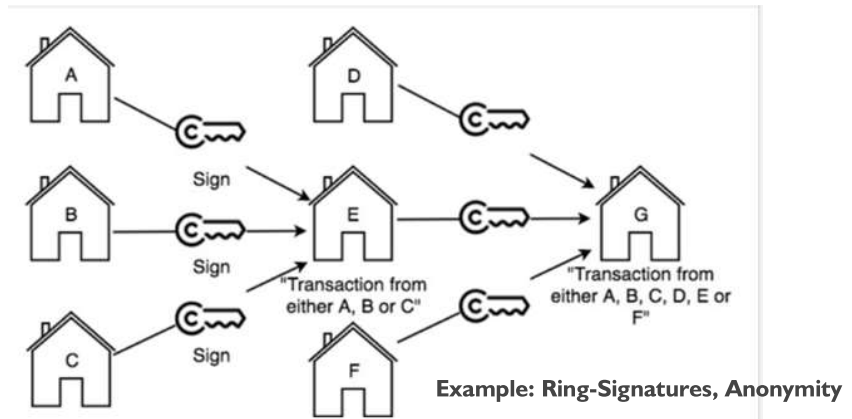 A
D
Sign
B
E
G
Sign
"Transaction from
either A, B or C"
"Transaction from
either A, B, C, D, E or
F"
C
Sign
F
Example: Ring-Signatures, Anonymity